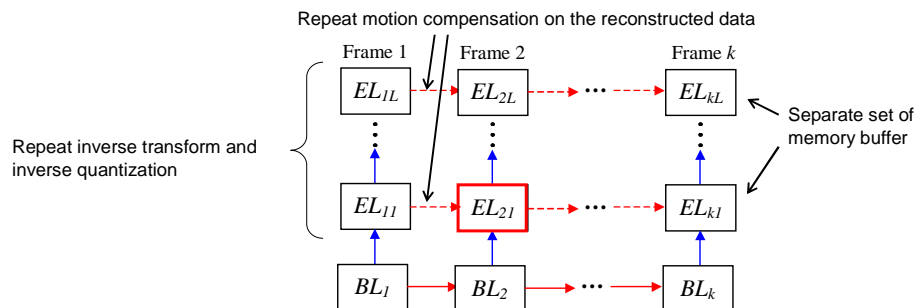 Repeat motion compensation on the reconstructed data
Frame 1 Frame 2 Frame k
EL1L EL2L ••• ELkL
Separate set of
memory buffer
Repeat inverse transform and
inverse quantization
EL11 EL21 ••• ELk1
BL1 BL2 ••• BLk